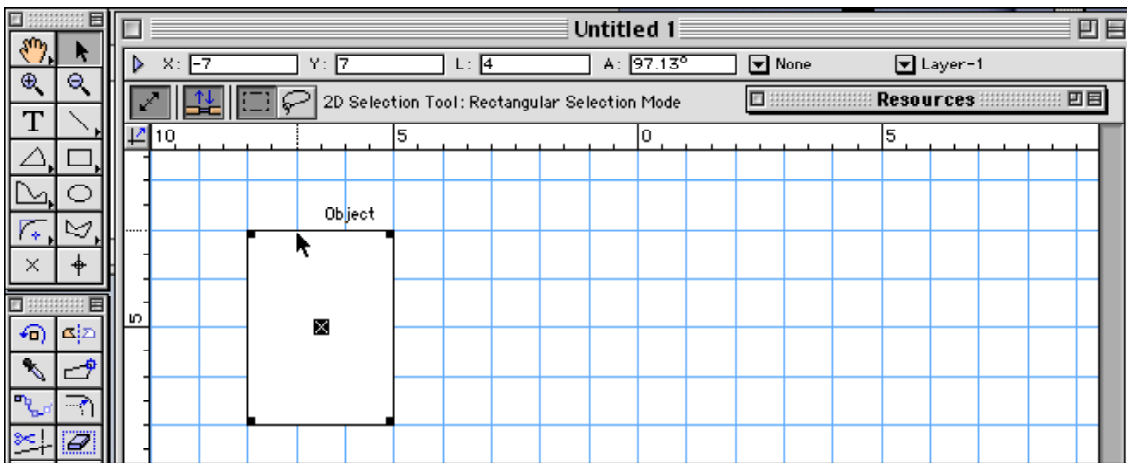 Untitled 1
X: -7 Y: 7 L: 4 A: 97.13° None Layer-1
2D Selection Tool: Rectangular Selection Mode Resources
T
10 5 0 5
Object
5